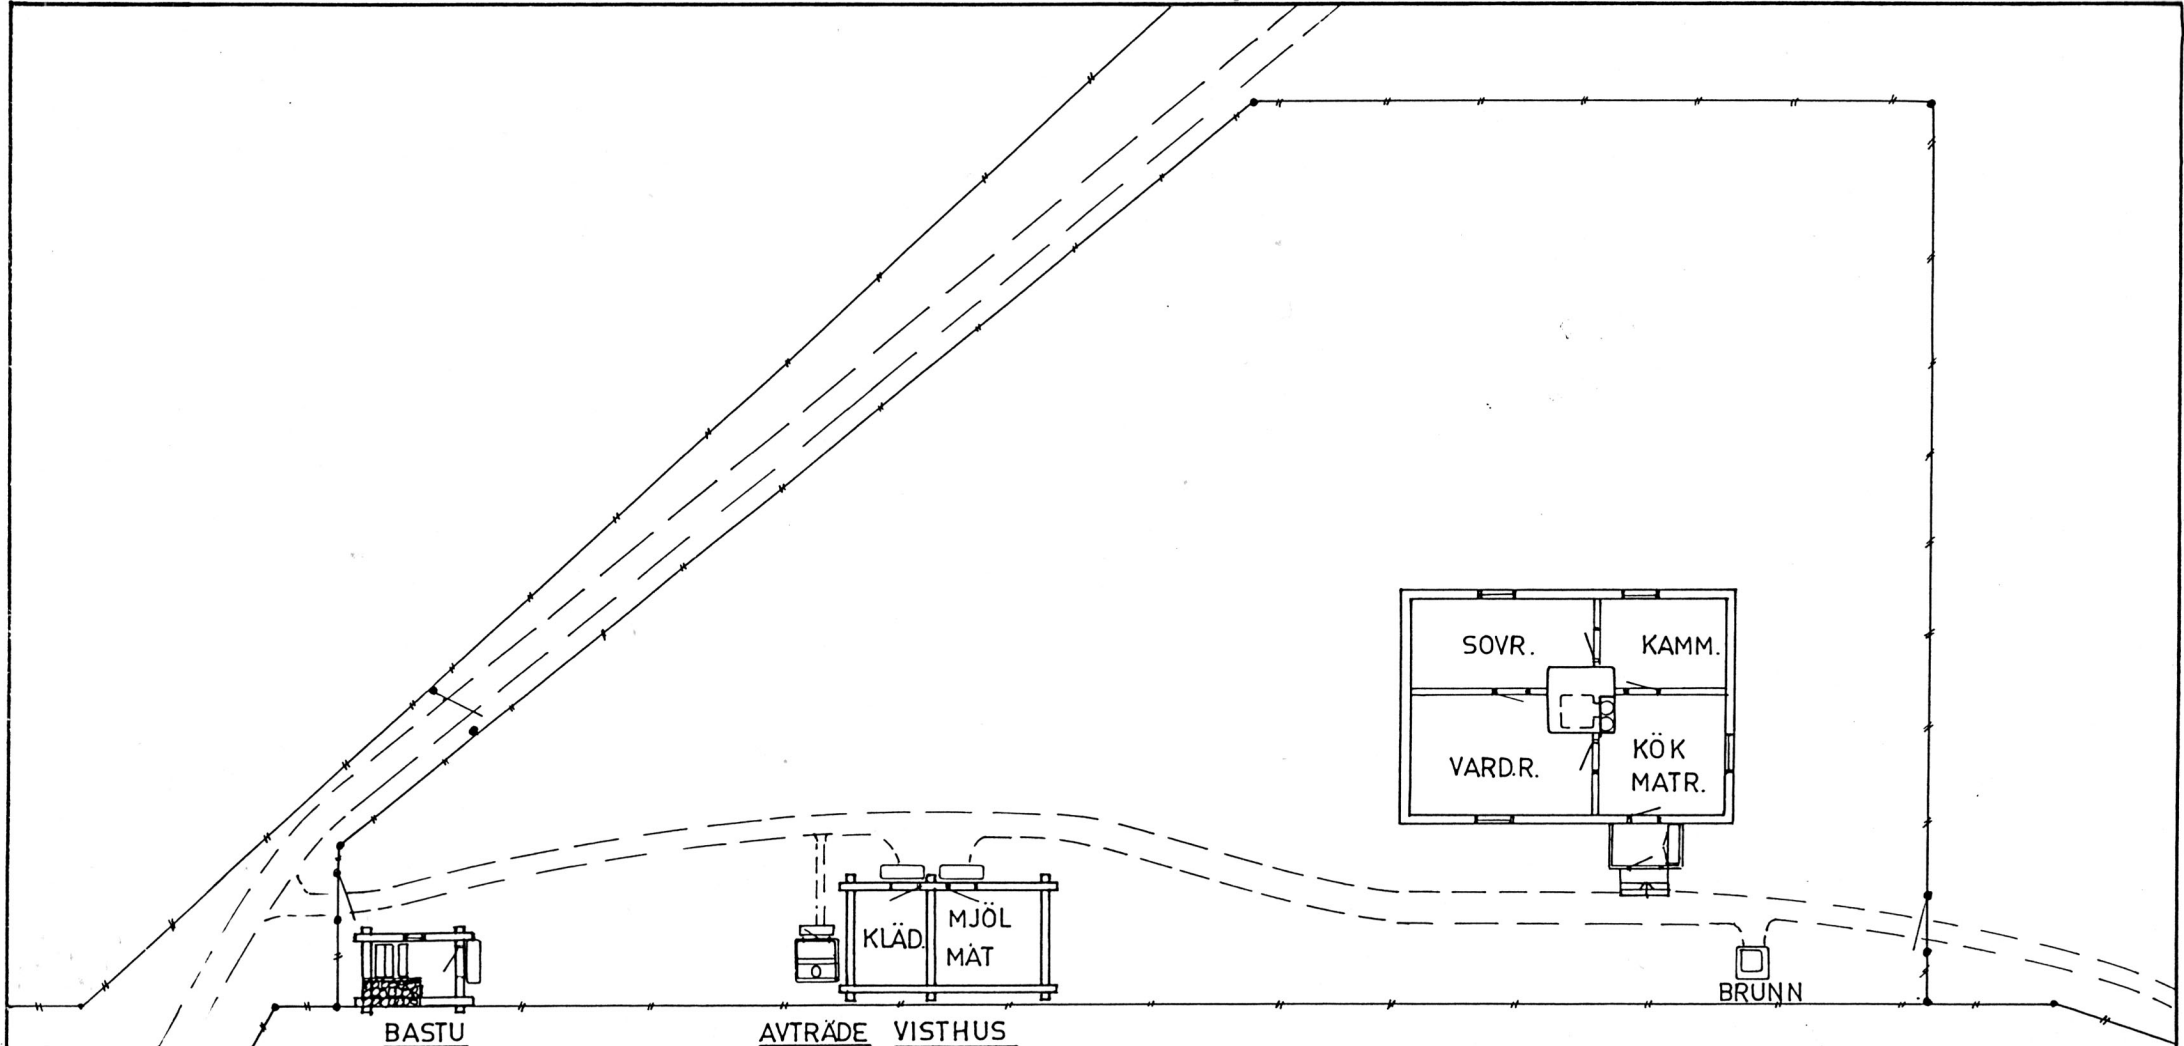 SOVR.
KAMM.
VARD.R.
KÖK
MATR.
KLÄD.
MJÖL
MAT
BRUNN
BASTU
AVTRÄDE
VISTHUS